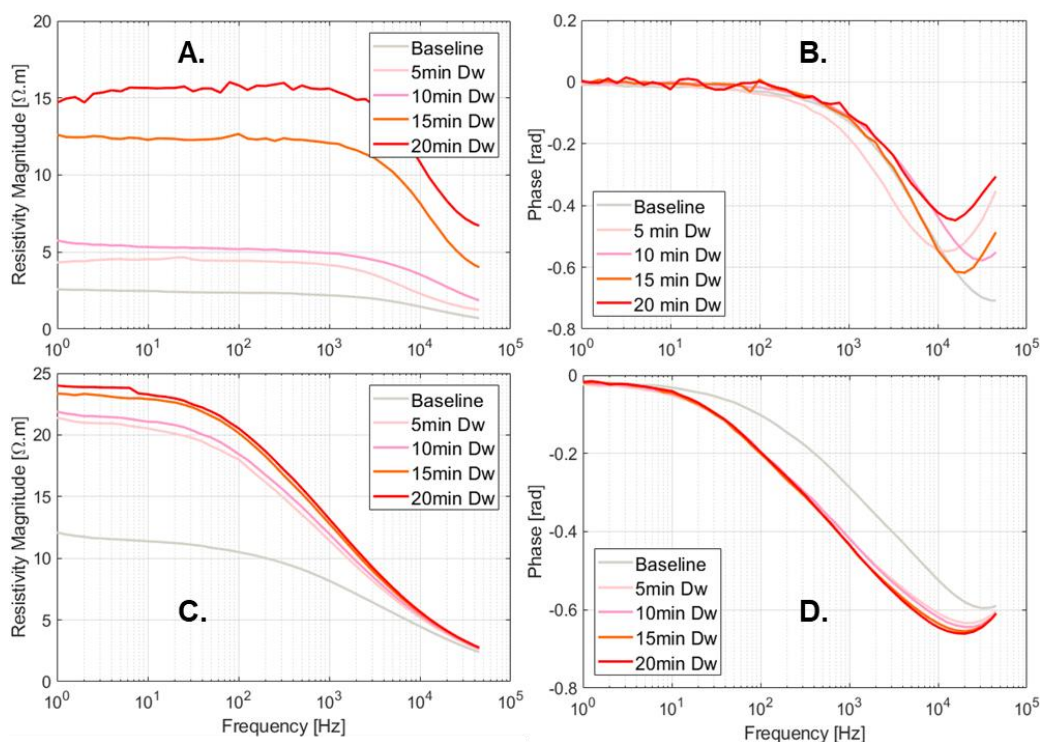 A.
Resistivity Magnitude [Ω.m]
20
15
10
5
0
Baseline
5min Dw
10min Dw
15min Dw
20min Dw
10^0 10^1 10^2 10^3 10^4 10^5
B.
Phase [rad]
0.2
0
-0.2
-0.4
-0.6
-0.8
Baseline
5 min Dw
10 min Dw
15 min Dw
20 min Dw
10^0 10^1 10^2 10^3 10^4 10^5
C.
Resistivity Magnitude [Ω.m]
25
20
15
10
5
0
Baseline
5min Dw
10min Dw
15min Dw
20min Dw
10^0 10^1 10^2 10^3 10^4 10^5
Frequency [Hz]
D.
Phase [rad]
0
-0.2
-0.4
-0.6
-0.8
Baseline
5min Dw
10min Dw
15min Dw
20min Dw
10^0 10^1 10^2 10^3 10^4 10^5
Frequency [Hz]